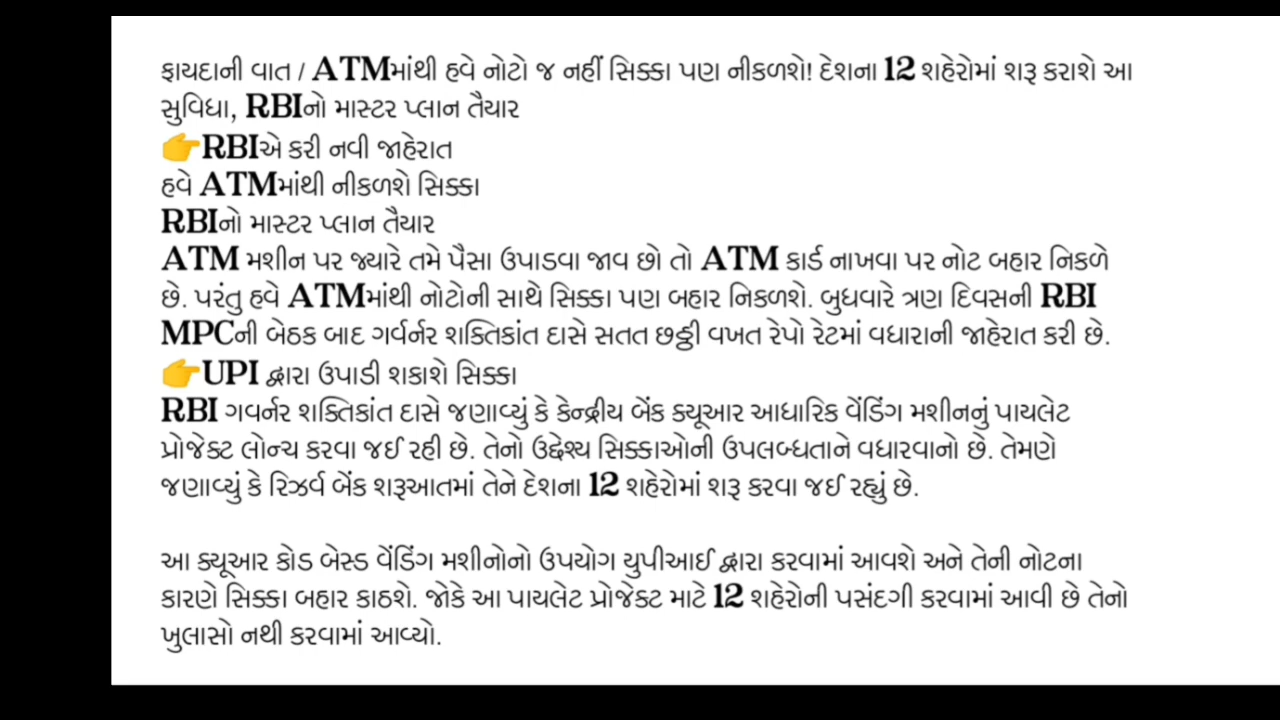 ફાયદાની વાત / ATMમાંથી હવે નોટો જ નહીં સિક્કા પણ નીકળશે! દેશના 12 શહેરોમાં શરૂ કરાશે આ
સુવિધા, RBIનો માસ્ટર પ્લાન તૈયાર
👉RBIએ કરી નવી જાહેરાત
હવે ATMમાંથી નીકળશે સિક્કા
RBIનો માસ્ટર પ્લાન તૈયાર
ATM મશીન પર જ્યારે તમે પૈસા ઉપાડવા જાવ છો તો ATM કાર્ડ નાખવા પર નોટ બહાર નિકળે
છે. પરંતુ હવે ATMમાંથી નોટોની સાથે સિક્કા પણ બહાર નિકળશે. બુધવારે ત્રણ દિવસની RBI
MPCની બેઠક બાદ ગર્વર્નર શક્તિકાંત દાસે સતત છઠ્ઠી વખત રેપો રેટમાં વધારાની જાહેરાત કરી છે.
👉UPI દ્વારા ઉપાડી શકાશે સિક્કા
RBI ગવર્નર શક્તિકાંત દાસે જણાવ્યું કે કેન્દ્રીય બેંક ક્યૂઆર આધારિક વેંડિંગ મશીનનું પાયલેટ
પ્રોજેક્ટ લોન્ચ કરવા જઈ રહી છે. તેનો ઉદ્દેશ્ય સિક્કાઓની ઉપલબ્ધતાને વધારવાનો છે. તેમણે
જણાવ્યું કે રિઝર્વ બેંક શરૂઆતમાં તેને દેશના 12 શહેરોમાં શરૂ કરવા જઈ રહ્યું છે.
આ ક્યૂઆર કોડ બેસ્ડ વેંડિંગ મશીનોનો ઉપયોગ યુપીઆઈ દ્વારા કરવામાં આવશે અને તેની નોટના
કારણે સિક્કા બહાર કાઠશે. જોકે આ પાયલેટ પ્રોજેક્ટ માટે 12 શહેરોની પસંદગી કરવામાં આવી છે તેનો
ખુલાસો નથી કરવામાં આવ્યો.